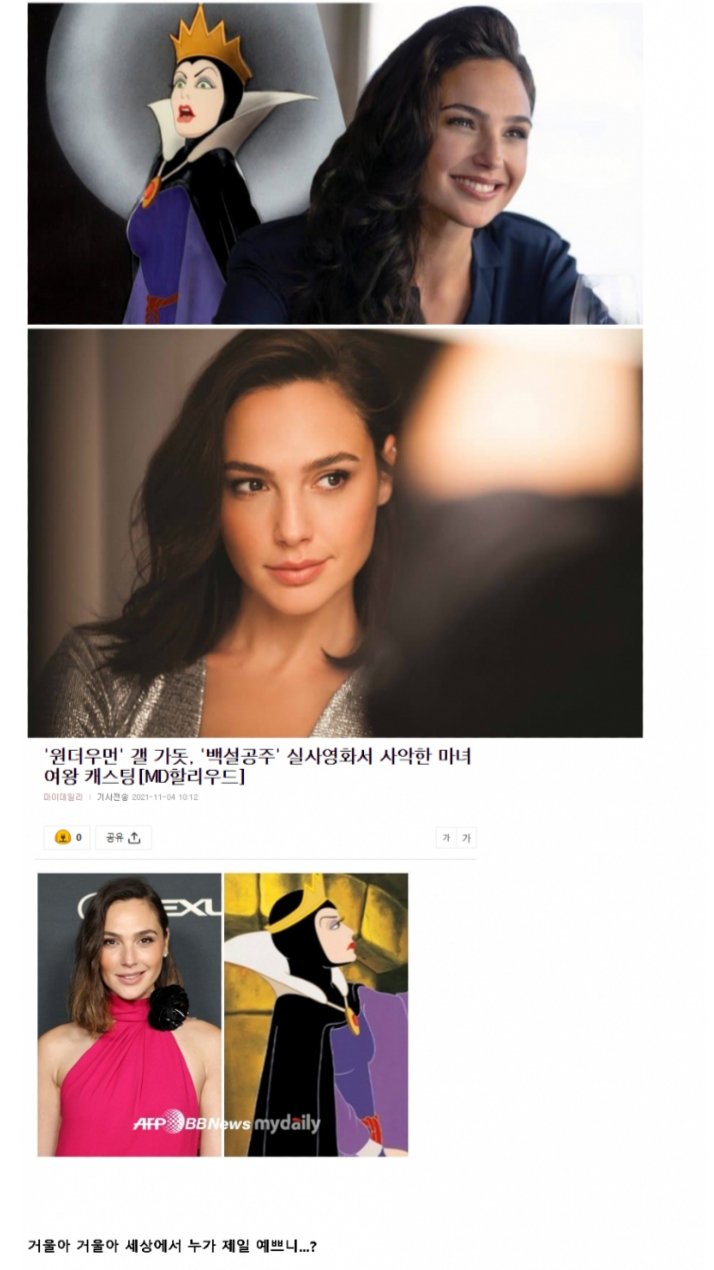 '원더우먼' 갤 가돗, '백설공주' 실사영화서 사악한 마녀
여왕 캐스팅[MD할리우드]
마이데일리 | 기사전송 2021-11-04 10:12
0 공유 가 가
EXU
AFP BBNews mydaily
거울아 거울아 세상에서 누가 제일 예쁘니...?